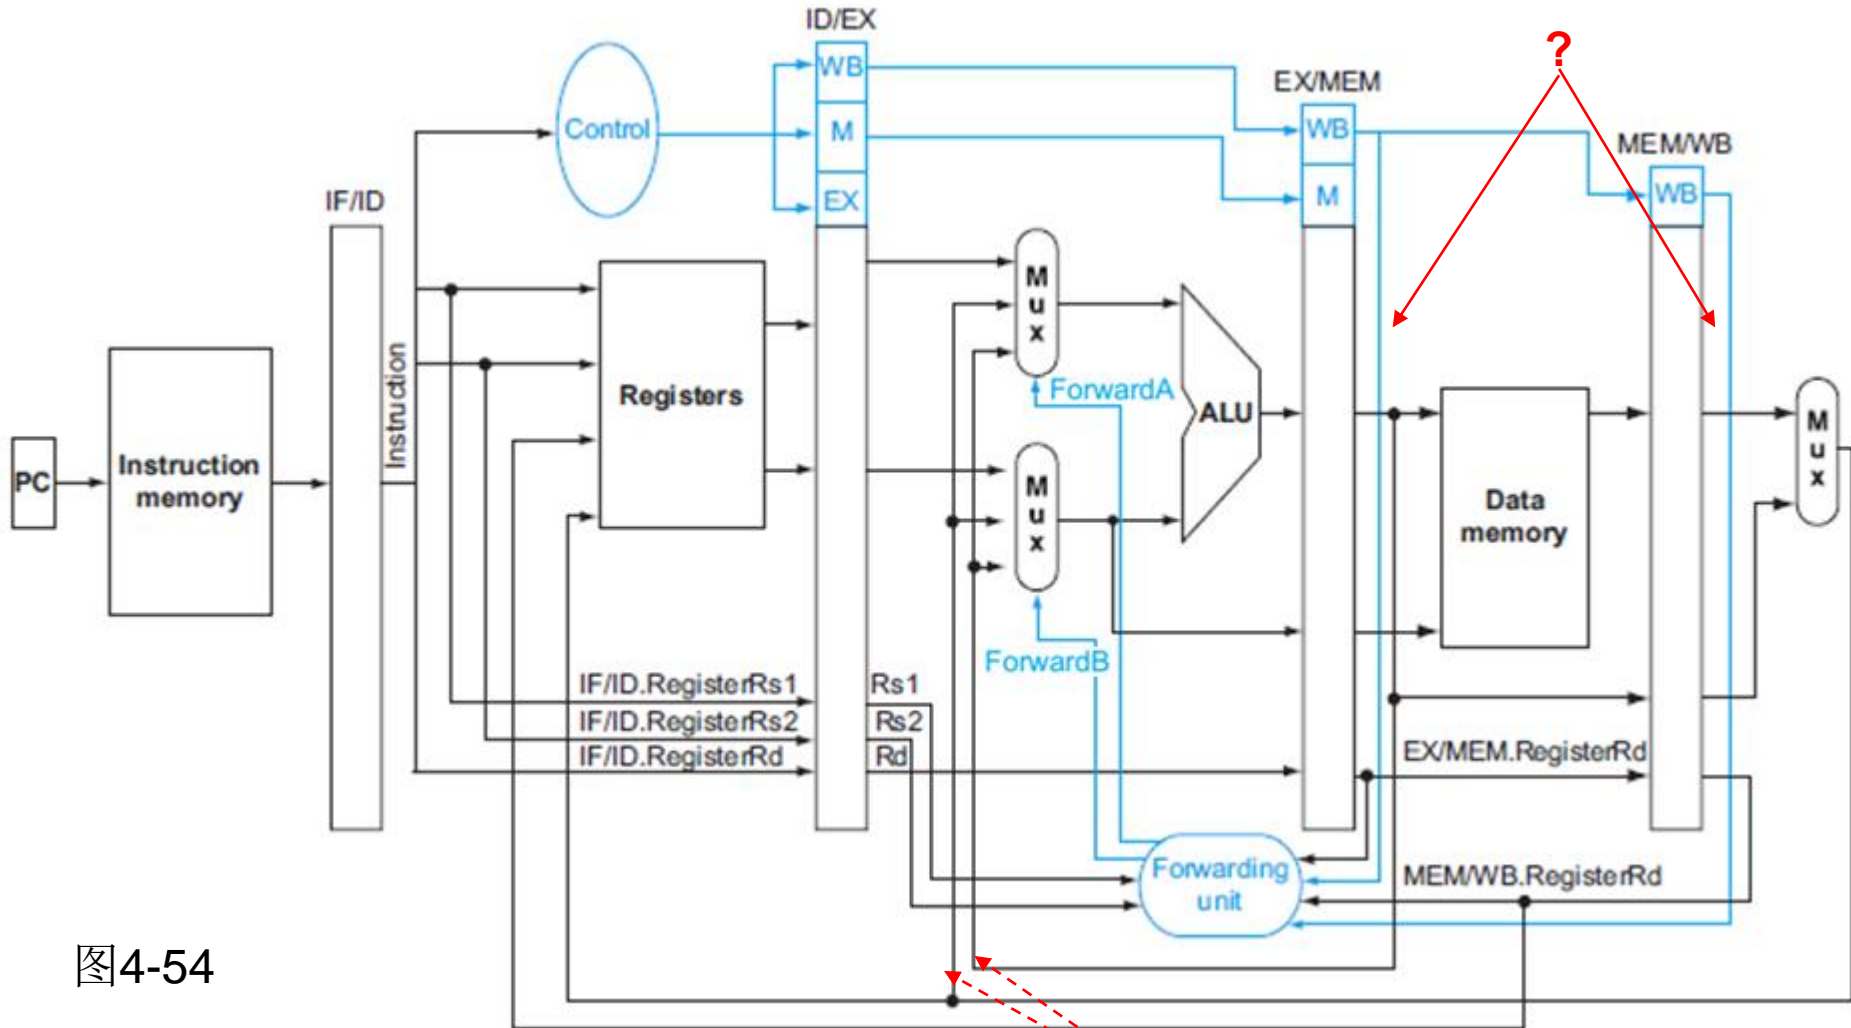 ID/EX
?
WB
EX/MEM
Control
M
WB
MEM/WB
IF/ID
EX
M
WB
M
u
x
Instruction
Registers
ForwardA
ALU
PC
Instruction
memory
M
u
x
Data
memory
M
u
x
ForwardB
IF/ID.RegisterRs1
Rs1
IF/ID.RegisterRs2
Rs2
IF/ID.RegisterRd
Rd
EX/MEM.RegisterRd
Forwarding
unit
MEM/WB.RegisterRd
图4-54